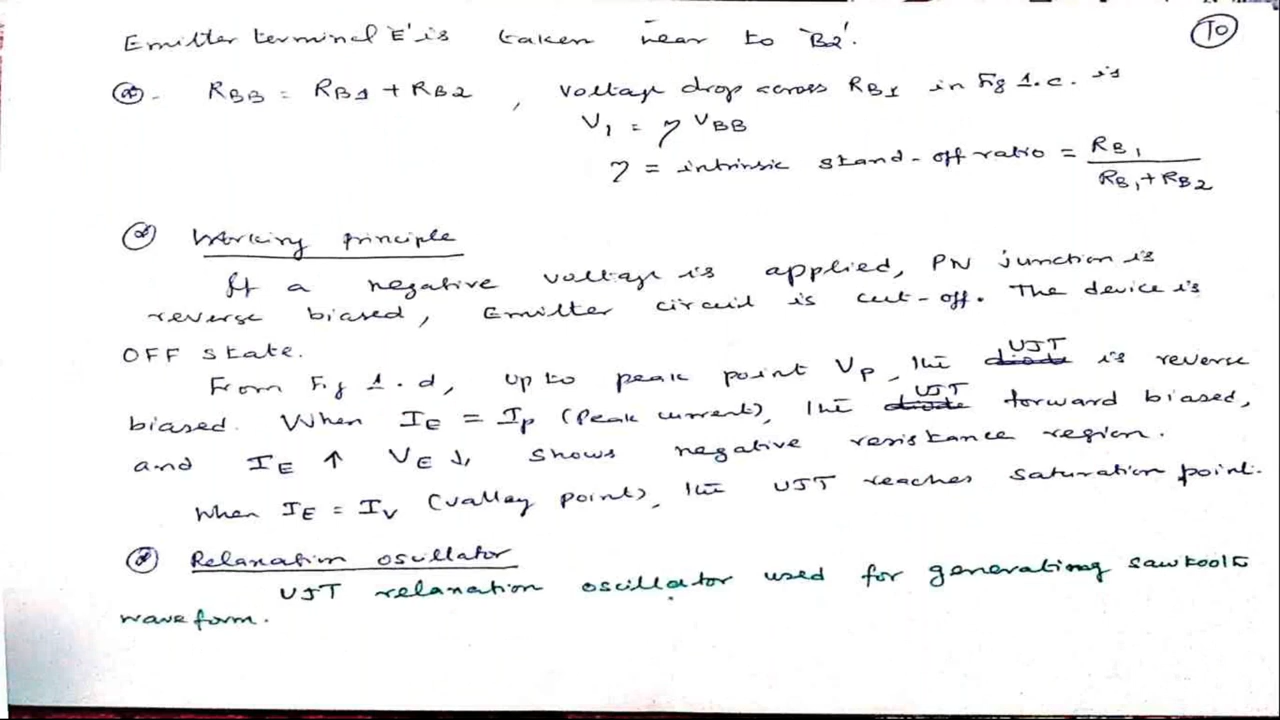 Emitter terminal 'E' is taken near to 'B2'.
10
RBB = RB1 + RB2 , voltage drop across RB1 in Fig 1.c. is
V1 = η VBB
η = intrinsic stand-off ratio = RB1 / RB1 + RB2
Working principle
If a negative voltage is applied, PN junction is
reverse biased, Emitter circuit is cut-off. The device is
OFF state.
From Fig 1.d, up to peak point VP, the diode UJT is reverse
biased. When IE = Ip (Peak current), the diode UJT forward biased,
and IE ↑ VE ↓, shows negative resistance region.
When IE = IV (valley point), the UJT reaches saturation point.
Relaxation oscillator
UJT relaxation oscillator used for generating sawtooth
waveform.